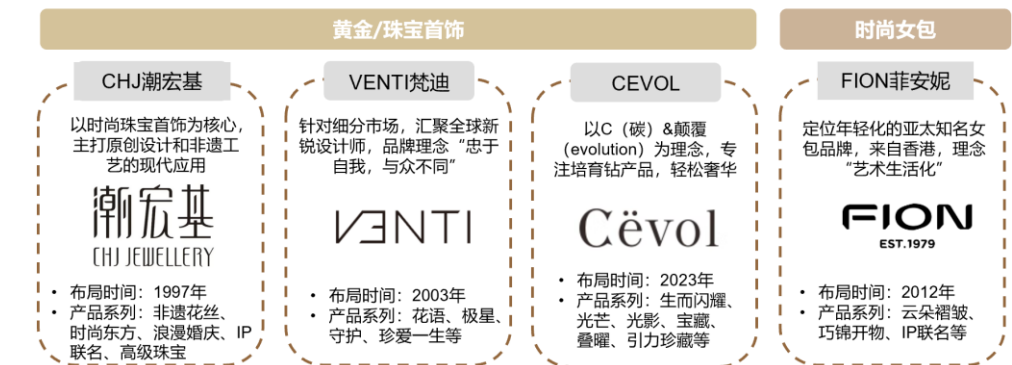 黄金/珠宝首饰
时尚女包
CHJ潮宏基
以时尚珠宝首饰为核心，
主打原创设计和非遗工
艺的现代应用
潮宏基
CHJ JEWELLERY
• 布局时间：1997年
• 产品系列：非遗花丝、
时尚东方、浪漫婚庆、IP
联名、高级珠宝
VENTI梵迪
针对细分市场，汇聚全球新
锐设计师，品牌理念“忠于
自我，与众不同”
VENTI
• 布局时间：2003年
• 产品系列：花语、极星、
守护、珍爱一生等
CEVOL
以C（碳）&颠覆
（evolution）为理念，专
注培育钻产品，轻松奢华
Cëvol
• 布局时间：2023年
• 产品系列：生而闪耀、
光芒、光影、宝藏、
叠曜、引力珍藏等
FION菲安妮
定位年轻化的亚太知名女
包品牌，来自香港，理念
“艺术生活化”
FION
EST.1979
• 布局时间：2012年
• 产品系列：云朵褶皱、
巧锦开物、IP联名等